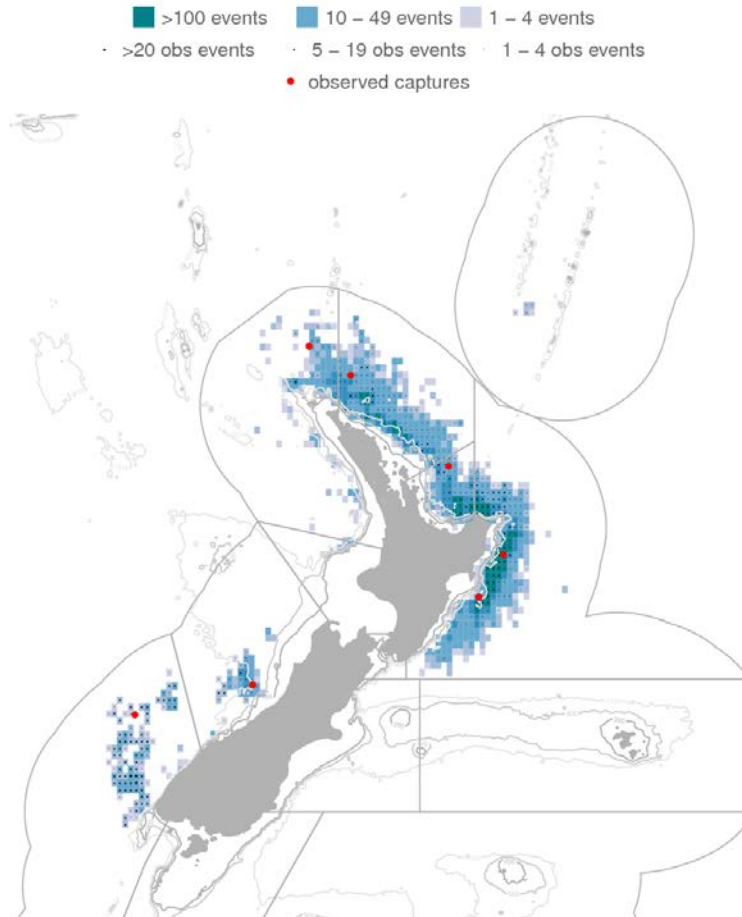 >100 events 10 – 49 events 1 – 4 events
>20 obs events 5 – 19 obs events 1 – 4 obs events
observed captures